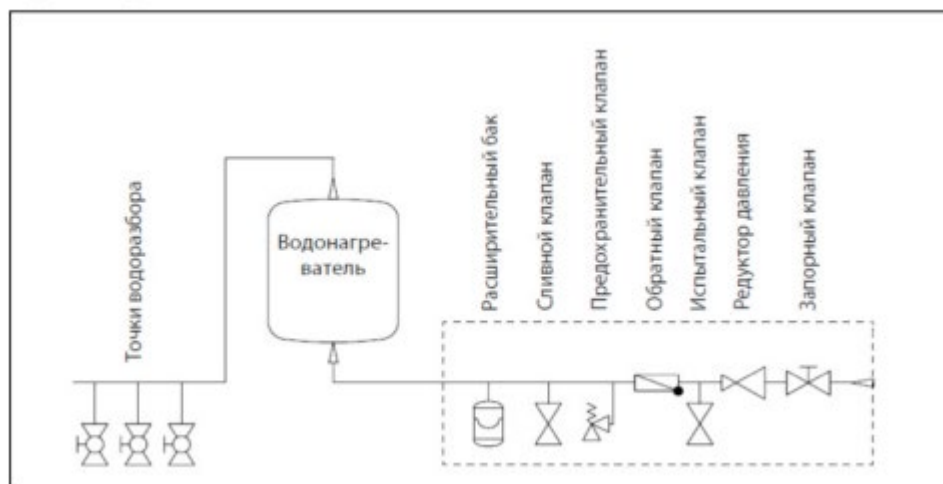 Точки водоразбора
Водонагре-
ватель
Расширительный бак
Сливной клапан
Предохранительный клапан
Обратный клапан
Испытальный клапан
Редуктор давления
Запорный клапан